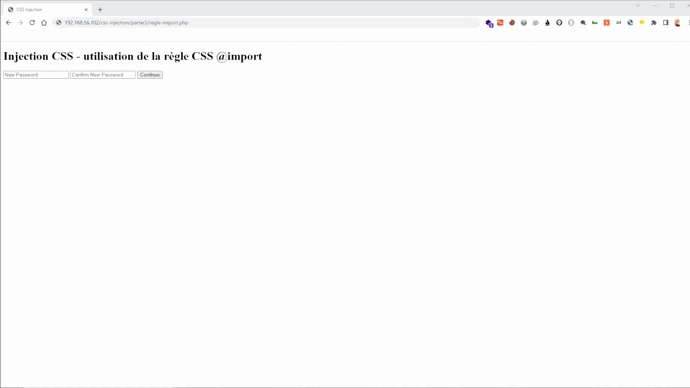 CSS Injection
192.168.56.102/css-injection/partie2/regle-import.php
Injection CSS - utilisation de la règle CSS @import
New Password Confirm New Password Continue